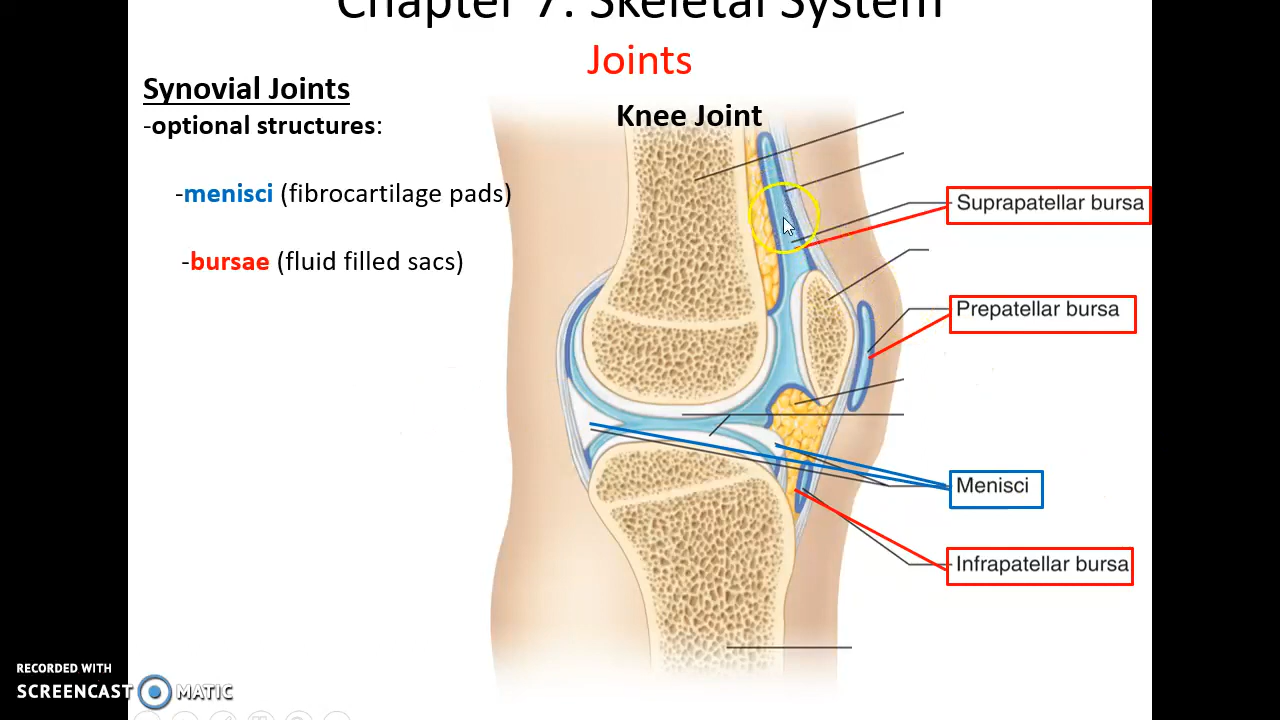 Chapter 7: Skeletal System
Joints
Synovial Joints
-optional structures:
Knee Joint
-menisci (fibrocartilage pads)
Suprapatellar bursa
-bursae (fluid filled sacs)
Prepatellar bursa
Menisci
Infrapatellar bursa
RECORDED WITH
SCREENCAST MATIC